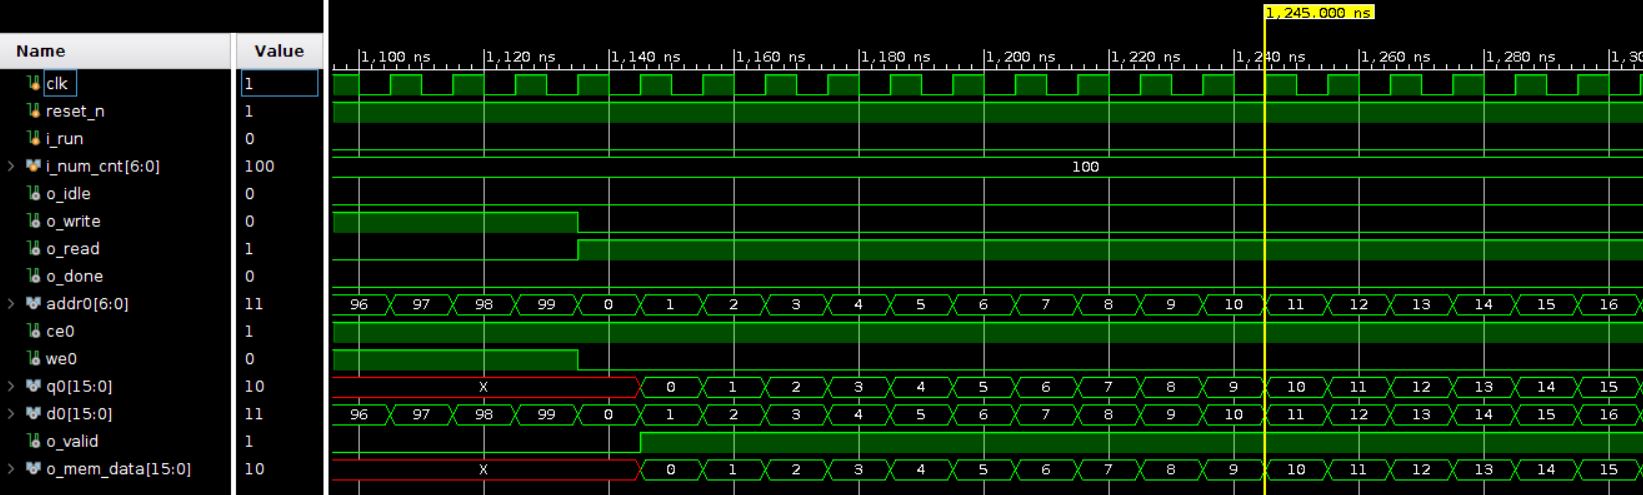 1,245.000 ns
Name Value 1,100 ns 1,120 ns 1,140 ns 1,160 ns 1,180 ns 1,200 ns 1,220 ns 1,240 ns 1,260 ns 1,280 ns 1,30
clk 1
reset_n 1
i_run 0
i_num_cnt[6:0] 100 100
o_idle 0
o_write 0
o_read 1
o_done 0
addr0[6:0] 11 96 97 98 99 0 1 2 3 4 5 6 7 8 9 10 11 12 13 14 15 16
ce0 1
we0 0
q0[15:0] 10 X 0 1 2 3 4 5 6 7 8 9 10 11 12 13 14 15
d0[15:0] 11 96 97 98 99 0 1 2 3 4 5 6 7 8 9 10 11 12 13 14 15 16
o_valid 1
o_mem_data[15:0] 10 X 0 1 2 3 4 5 6 7 8 9 10 11 12 13 14 15